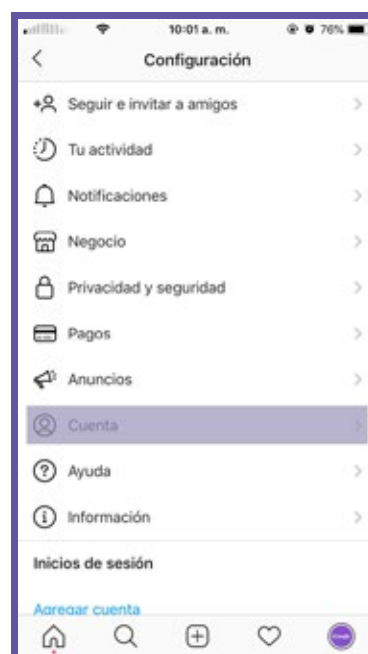 10:01 a. m. 76%
Configuración
Seguir e invitar a amigos
Tu actividad
Notificaciones
Negocio
Privacidad y seguridad
Pagos
Anuncios
Cuenta
Ayuda
Información
Inicios de sesión
Agregar cuenta